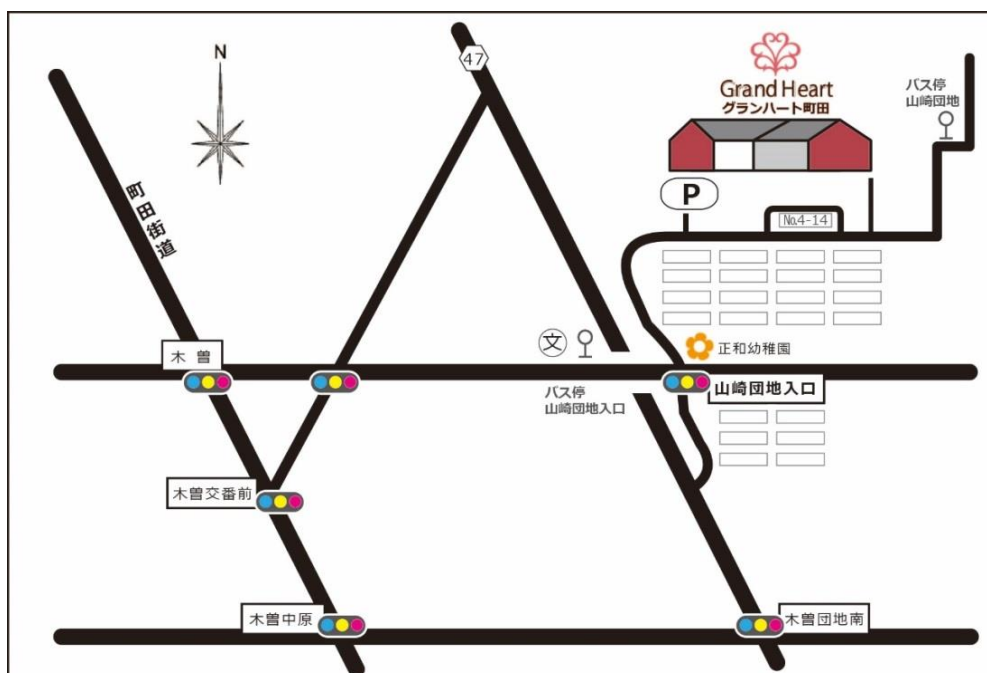 N
47
Grand Heart
グランハート町田
バス停
山崎団地
町田街道
P
No.4-14
木曽
文
正和幼稚園
バス停
山崎団地入口
山崎団地入口
木曽交番前
木曽中原
木曽団地南